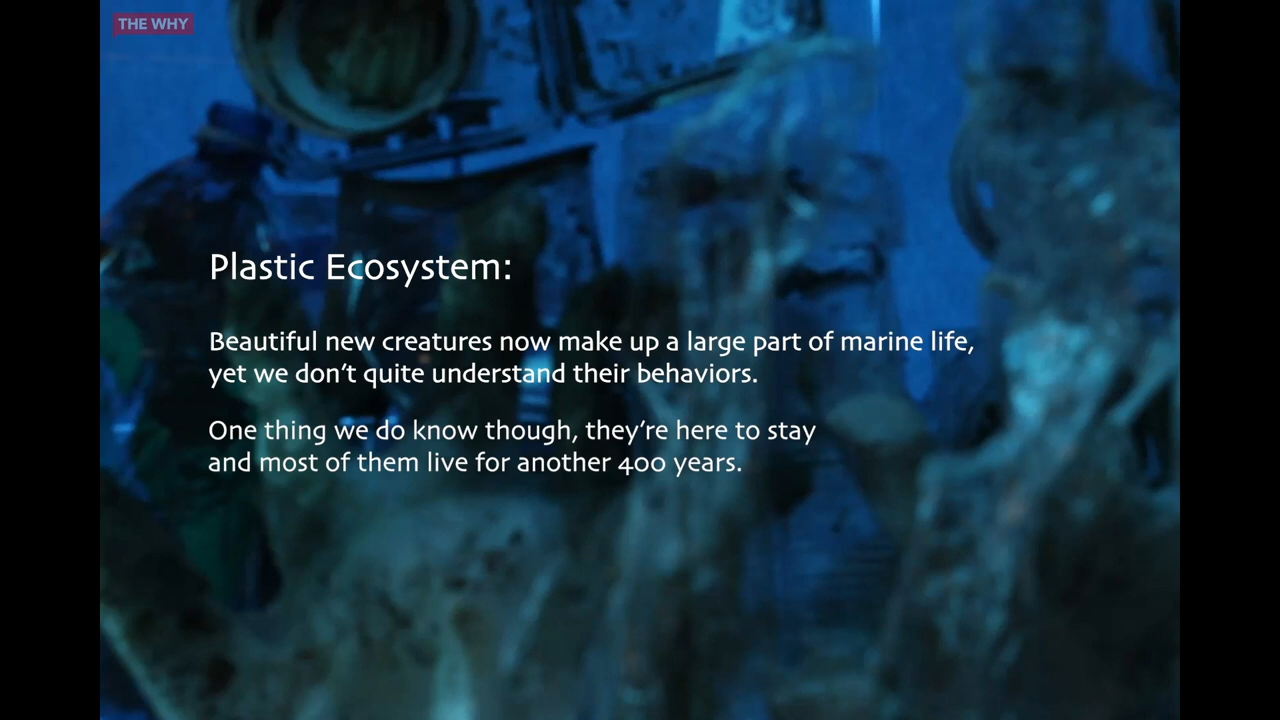 THE WHY
Plastic Ecosystem:
Beautiful new creatures now make up a large part of marine life,
yet we don't quite understand their behaviors.
One thing we do know though, they're here to stay
and most of them live for another 400 years.